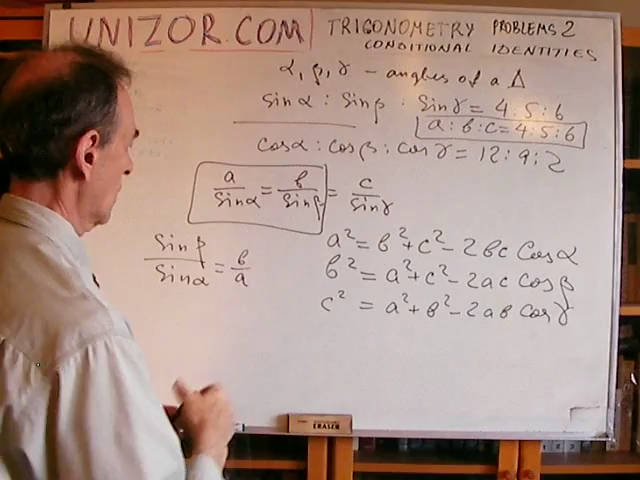 UNIZOR.COM | TRIGONOMETRY PROBLEMS 2
CONDITIONAL IDENTITIES
α, β, γ – angles of a Δ
sin α : sin β : sin γ = 4 : 5 : 6
a : b : c = 4 : 5 : 6
cos α : cos β : cos γ = 12 : 9 : 2
a/sin α = b/sin β = c/sin γ
sin β/sin α = b/a
a² = b² + c² – 2bc cos α
b² = a² + c² – 2ac cos β
c² = a² + b² – 2ab cos γ
ERASER